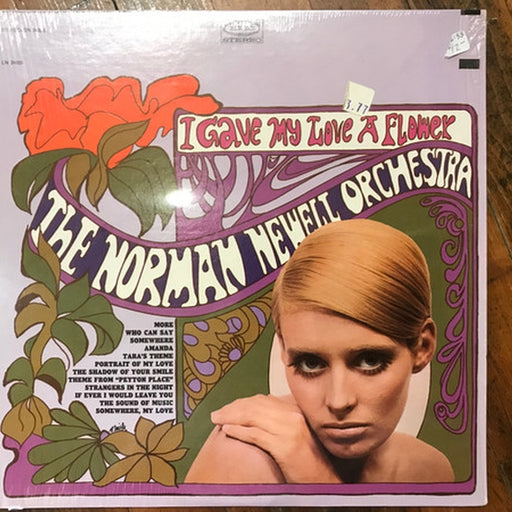 STEREO
I GAVE MY LOVE A FLOWER
THE NORMAN NEWELL ORCHESTRA
MORE
WHO CAN SAY
SOMEWHERE
AMANDA
TARA'S THEME
PORTRAIT OF MY LOVE
THE SHADOW OF YOUR SMILE
THEME FROM "PEYTON PLACE"
STRANGERS IN THE NIGHT
IF EVER I WOULD LEAVE YOU
THE SOUND OF MUSIC
SOMEWHERE, MY LOVE